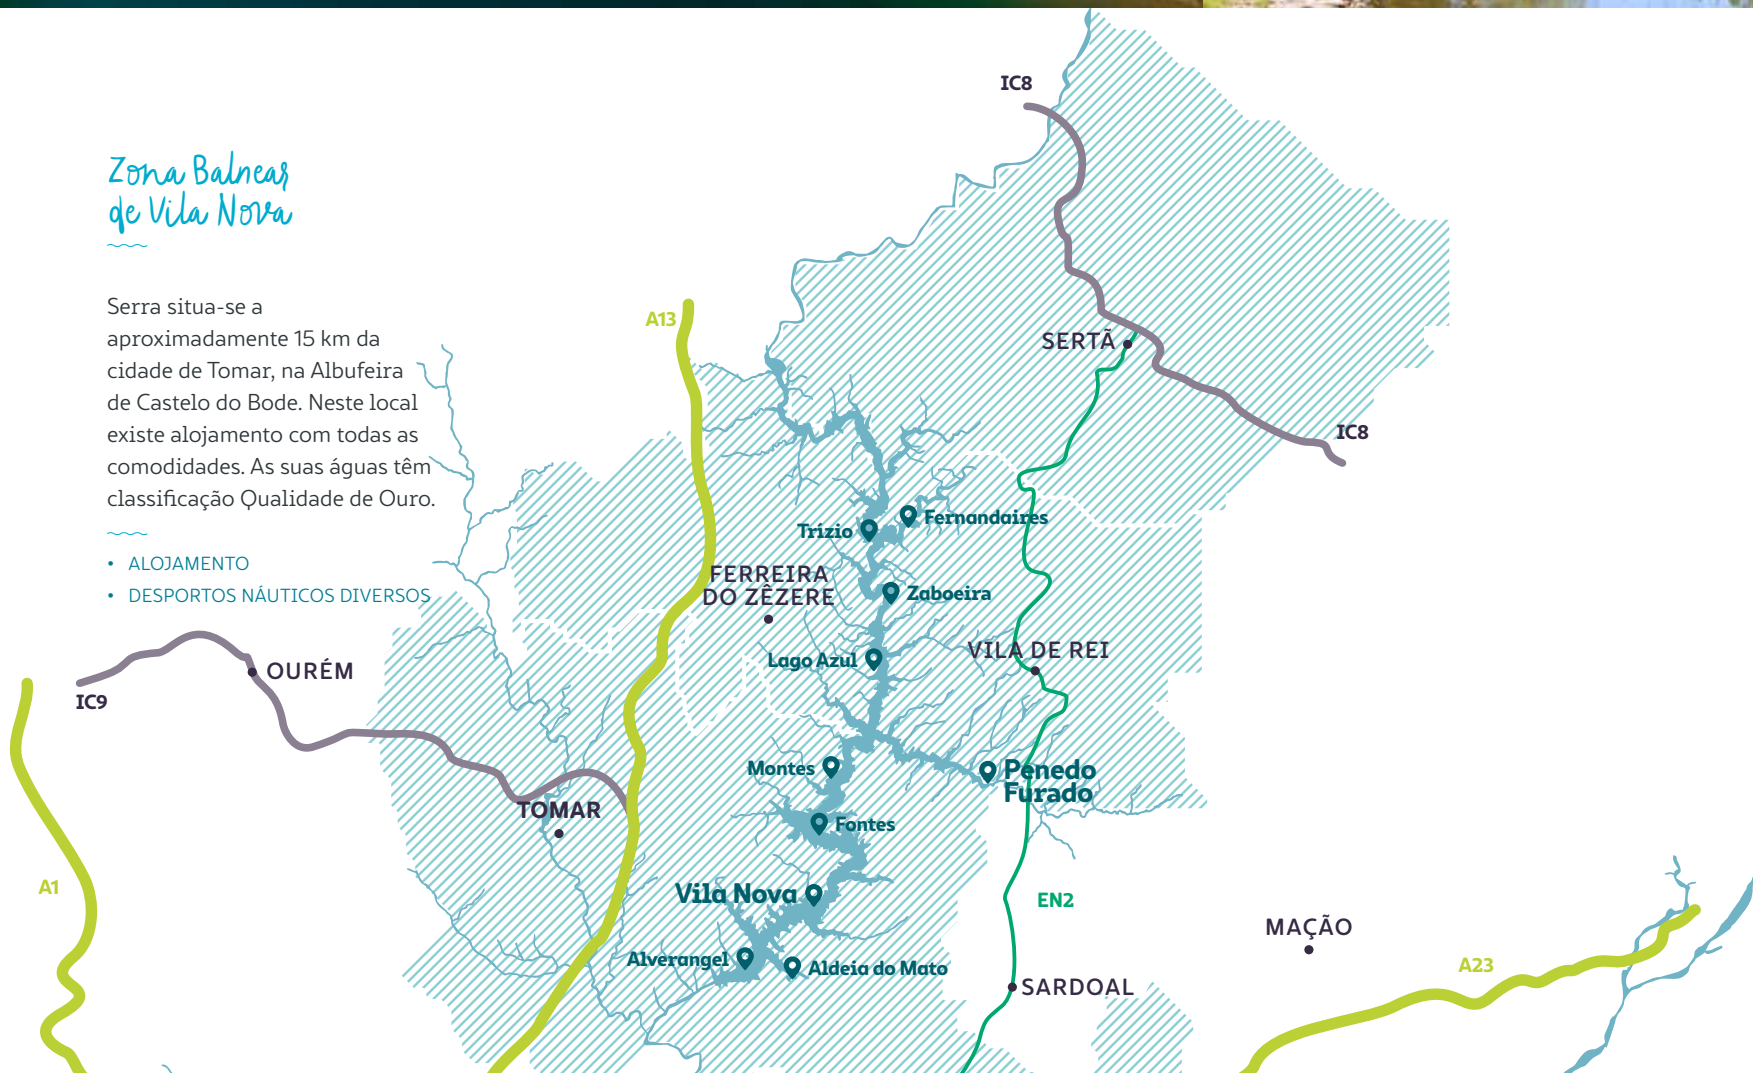 Zona Balnear
de Vila Nova
Serra situa-se a
aproximadamente 15 km da
cidade de Tomar, na Albufeira
de Castelo do Bode. Neste local
existe alojamento com todas as
comodidades. As suas águas têm
classificação Qualidade de Ouro.
• ALOJAMENTO
• DESPORTOS NÁUTICOS DIVERSOS
IC8
A13
SERTÃ
IC8
Fernandaires
Trízio
FERREIRA
DO ZÊZERE
Zaboeira
VILA DE REI
Lago Azul
OURÉM
IC9
Montes
Penedo
Furado
TOMAR
Fontes
A1
Vila Nova
EN2
MAÇÃO
Alverangel
Aldeia do Mato
A23
SARDOAL